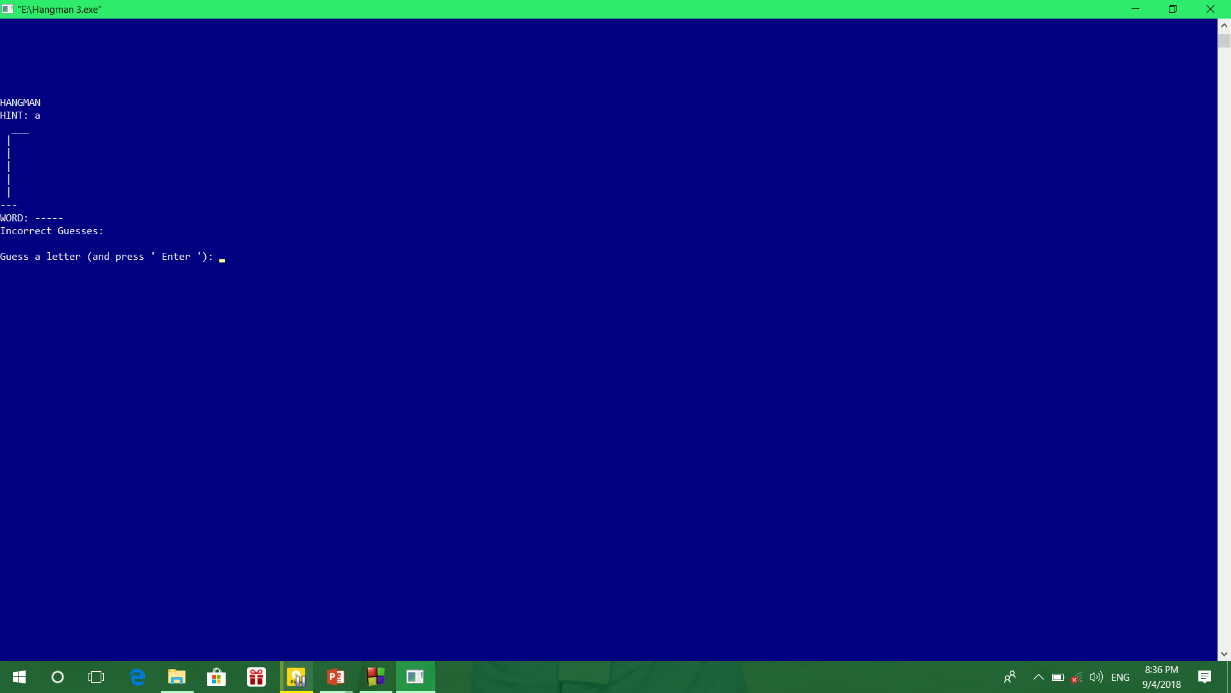 "E:\Hangman 3.exe"
HANGMAN
HINT: a
___
|
|
|
|
|
---
WORD: -----
Incorrect Guesses:
Guess a letter (and press ' Enter '):
ENG
8:36 PM
9/4/2018